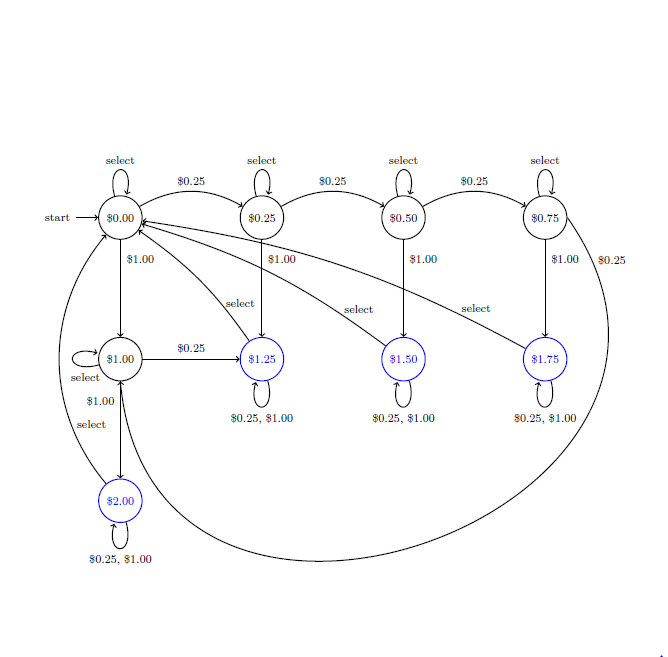 select select select select
$0.25 $0.25 $0.25
start $0.00 $0.25 $0.50 $0.75
$1.00 $1.00 $1.00 $1.00 $0.25
select select select
$0.25
$1.00 $1.25 $1.50 $1.75
select
$1.00 $0.25, $1.00 $0.25, $1.00 $0.25, $1.00
select
$2.00
$0.25, $1.00